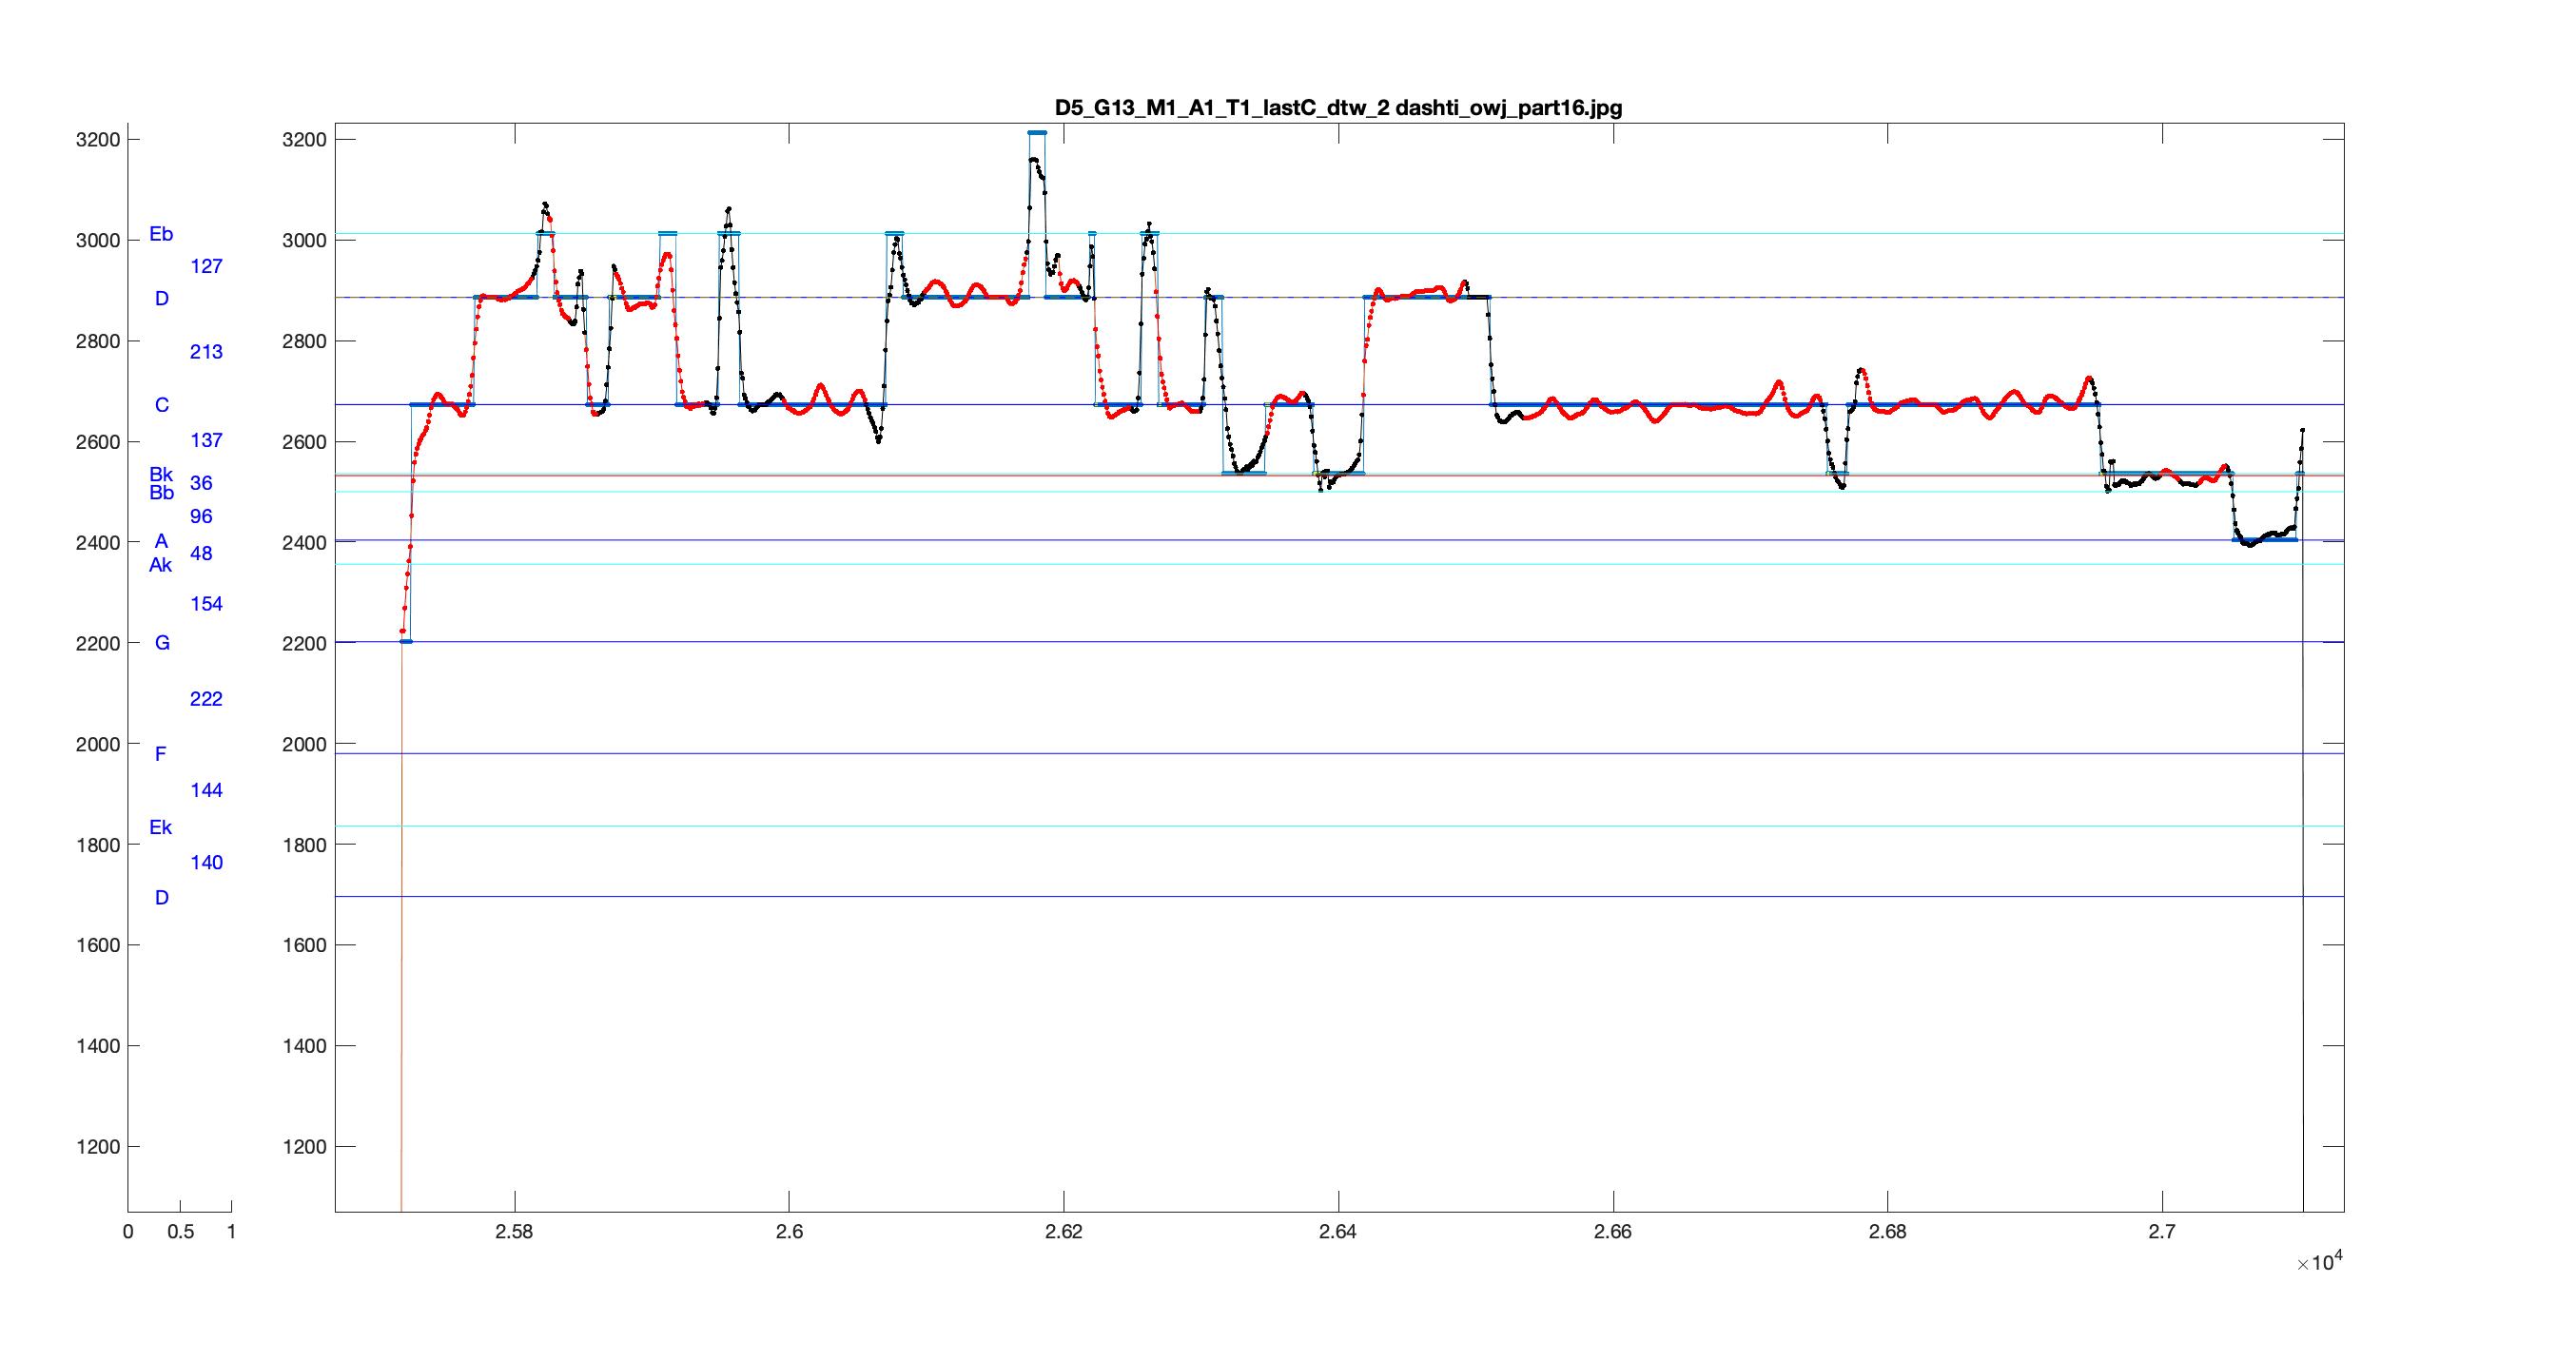 D5_G13_M1_A1_T1_lastC_dtw_2 dashti_owj_part16.jpg
3200 3200
3000 Eb 3000
127
D
2800 213 2800
C
2600 137 2600
Bk 36
Bb
96
2400 A 2400
48
Ak
154
2200 G 2200
222
2000 F 2000
144
Ek
1800 140 1800
D
1600 1600
1400 1400
1200 1200
0 0.5 1 2.58 2.6 2.62 2.64 2.66 2.68 2.7
×10⁴